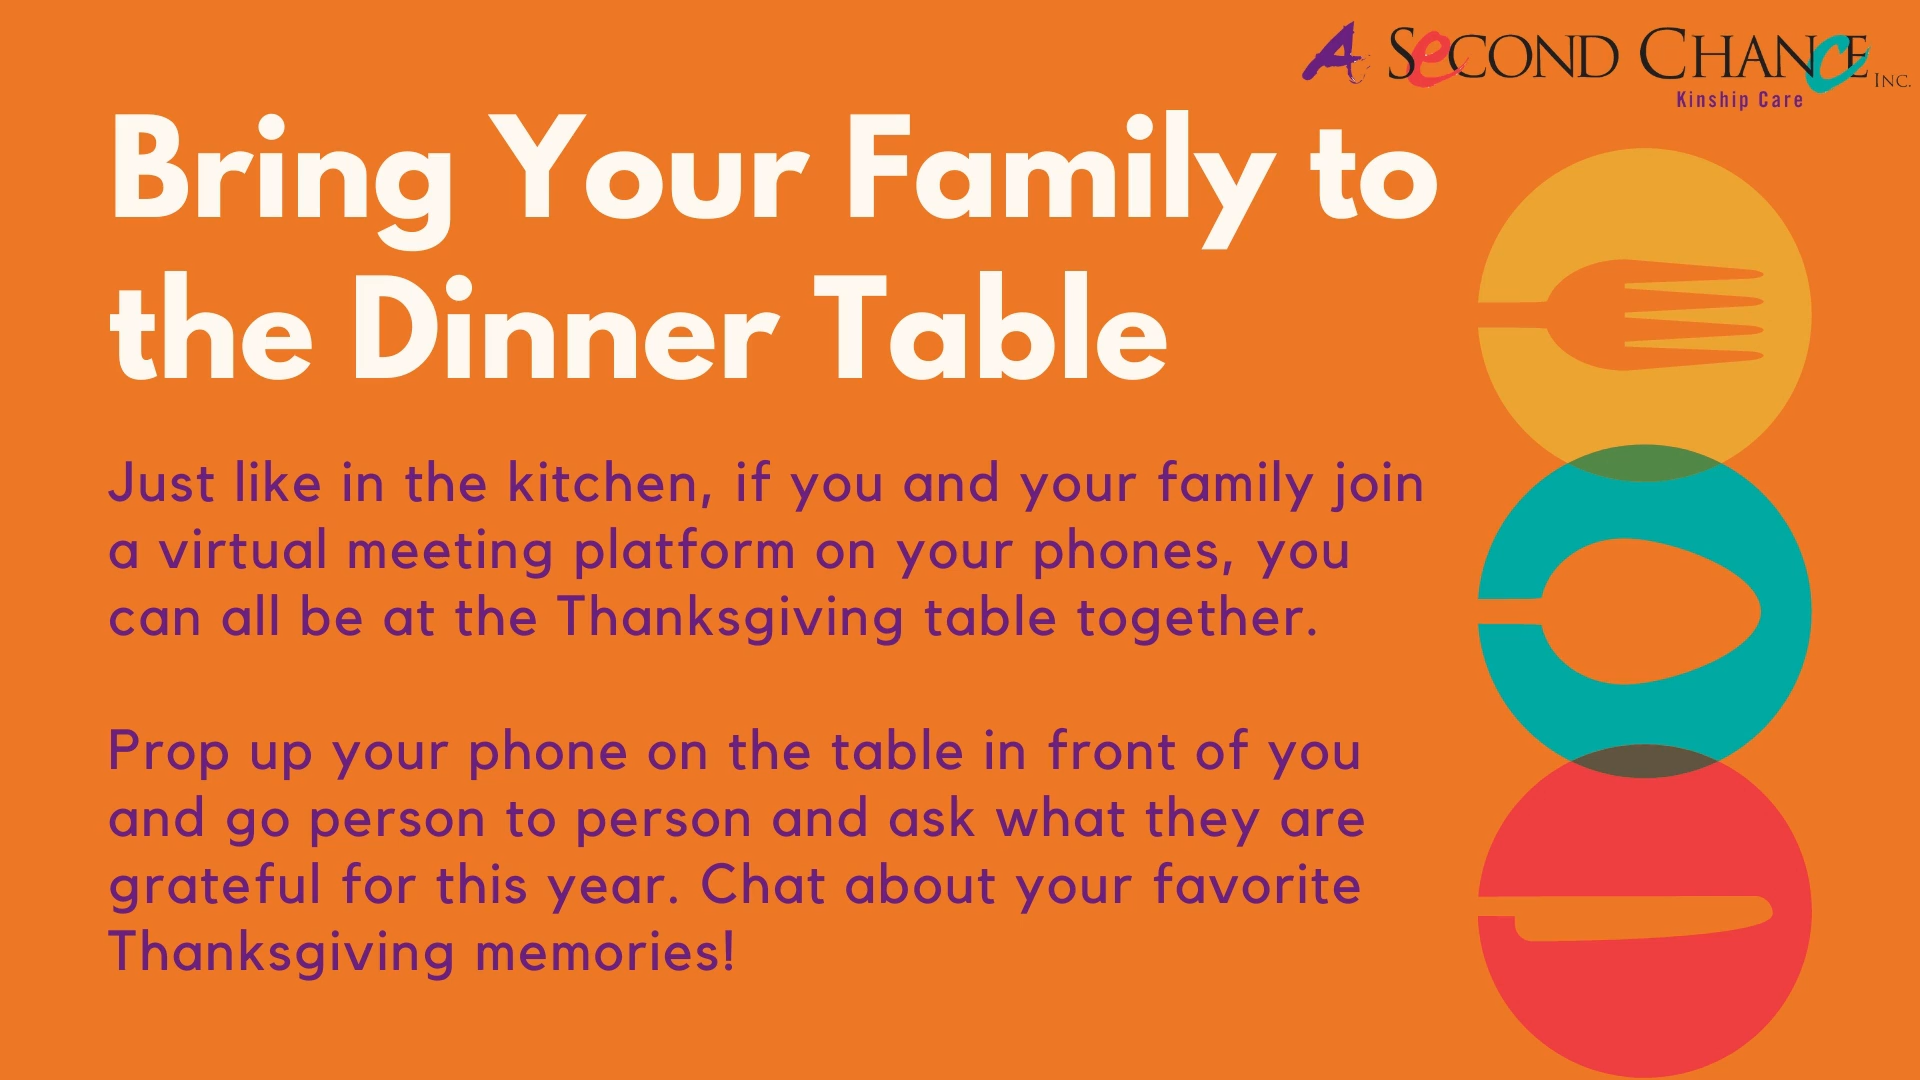 A Second Chance Inc.
Kinship Care
Bring Your Family to
the Dinner Table
Just like in the kitchen, if you and your family join
a virtual meeting platform on your phones, you
can all be at the Thanksgiving table together.
Prop up your phone on the table in front of you
and go person to person and ask what they are
grateful for this year. Chat about your favorite
Thanksgiving memories!